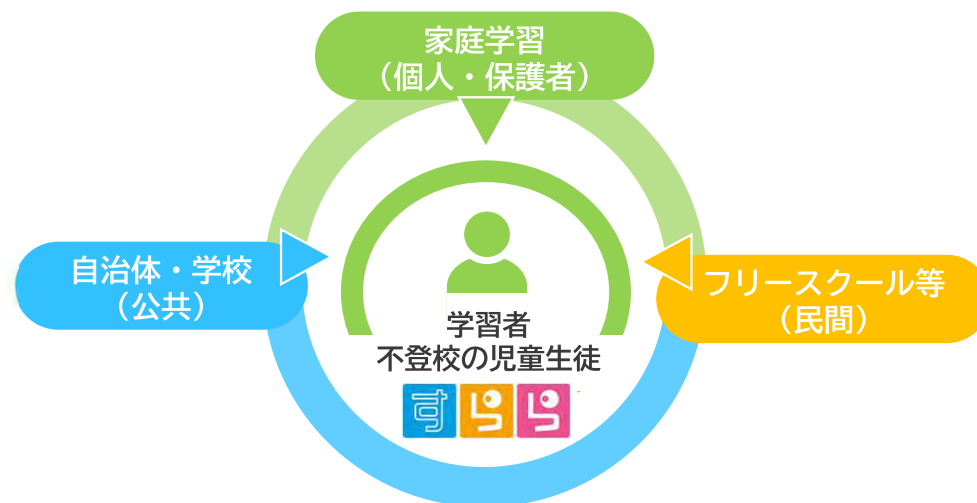 家庭学習
（個人・保護者）
自治体・学校
（公共）
フリースクール等
（民間）
学習者
不登校の児童生徒
すらら